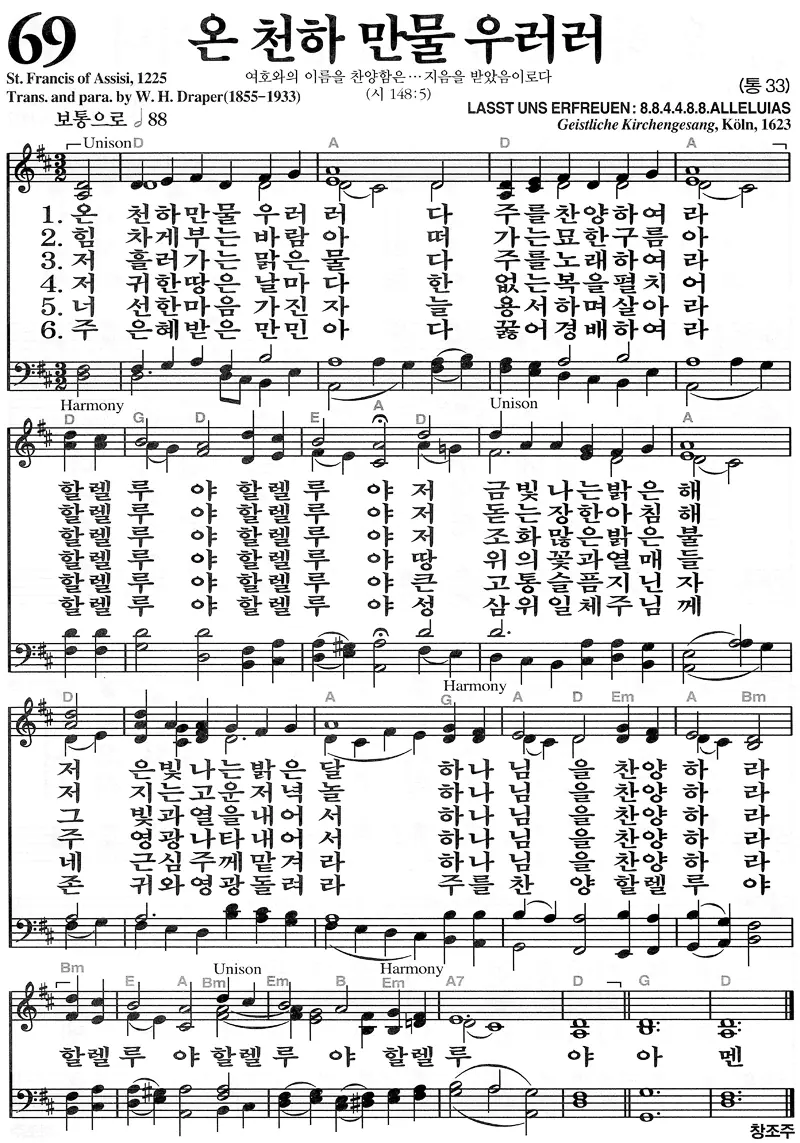 69 온 천하 만물 우러러
St. Francis of Assisi, 1225
여호와의 이름을 찬양함은…지음을 받았음이로다
(통 33)
Trans. and para. by W. H. Draper(1855-1933)
(시 148:5)
LASST UNS ERFREUEN: 8.8.4.4.8.8.ALLELUIAS
보통으로 88
Geistliche Kirchengesang, Köln, 1623
Unison D A D A
3 2
1. 온 천하만물 우러러 다 주를찬양하여라
2. 힘 차게부는 바람아 떠 가는묘한구름아
3. 저 흘러가는 맑은물 다 주를노래하여라
4. 저 귀한땅은 날마다 한 없는복을펼치어
5. 너 선한마음 가진자 늘 용서하며살아라
6. 주 은혜받은 만민아 다 꿇어경배하여라
3 2
Harmony Unison
D G D E A D A
할렐루 야할렐루 야저 금빛나는밝은해
할렐루 야할렐루 야저 돋는장한아침해
할렐루 야할렐루 야저 조화많은밝은불
할렐루 야할렐루 야땅 위의꽃과열매들
할렐루 야할렐루 야큰 고통슬픔지닌자
할렐루 야할렐루 야성 삼위일체주님께
Harmony
D A G A D Em A Bm
저 은빛나는밝은달 하나님 을찬양하라
저 지는고운저녁놀 하나님 을찬양하라
그 빛과열을내어서 하나님 을찬양하라
주 영광나타내어서 하나님 을찬양하라
네 근심주께맡겨라 하나님 을찬양하라
존 귀와영광돌려라 주를찬 양할렐루야
Unison Harmony
Bm E A Bm Em B Em A7 D G D
할렐루 야할렐루 야할렐루 야 아 멘
창조주